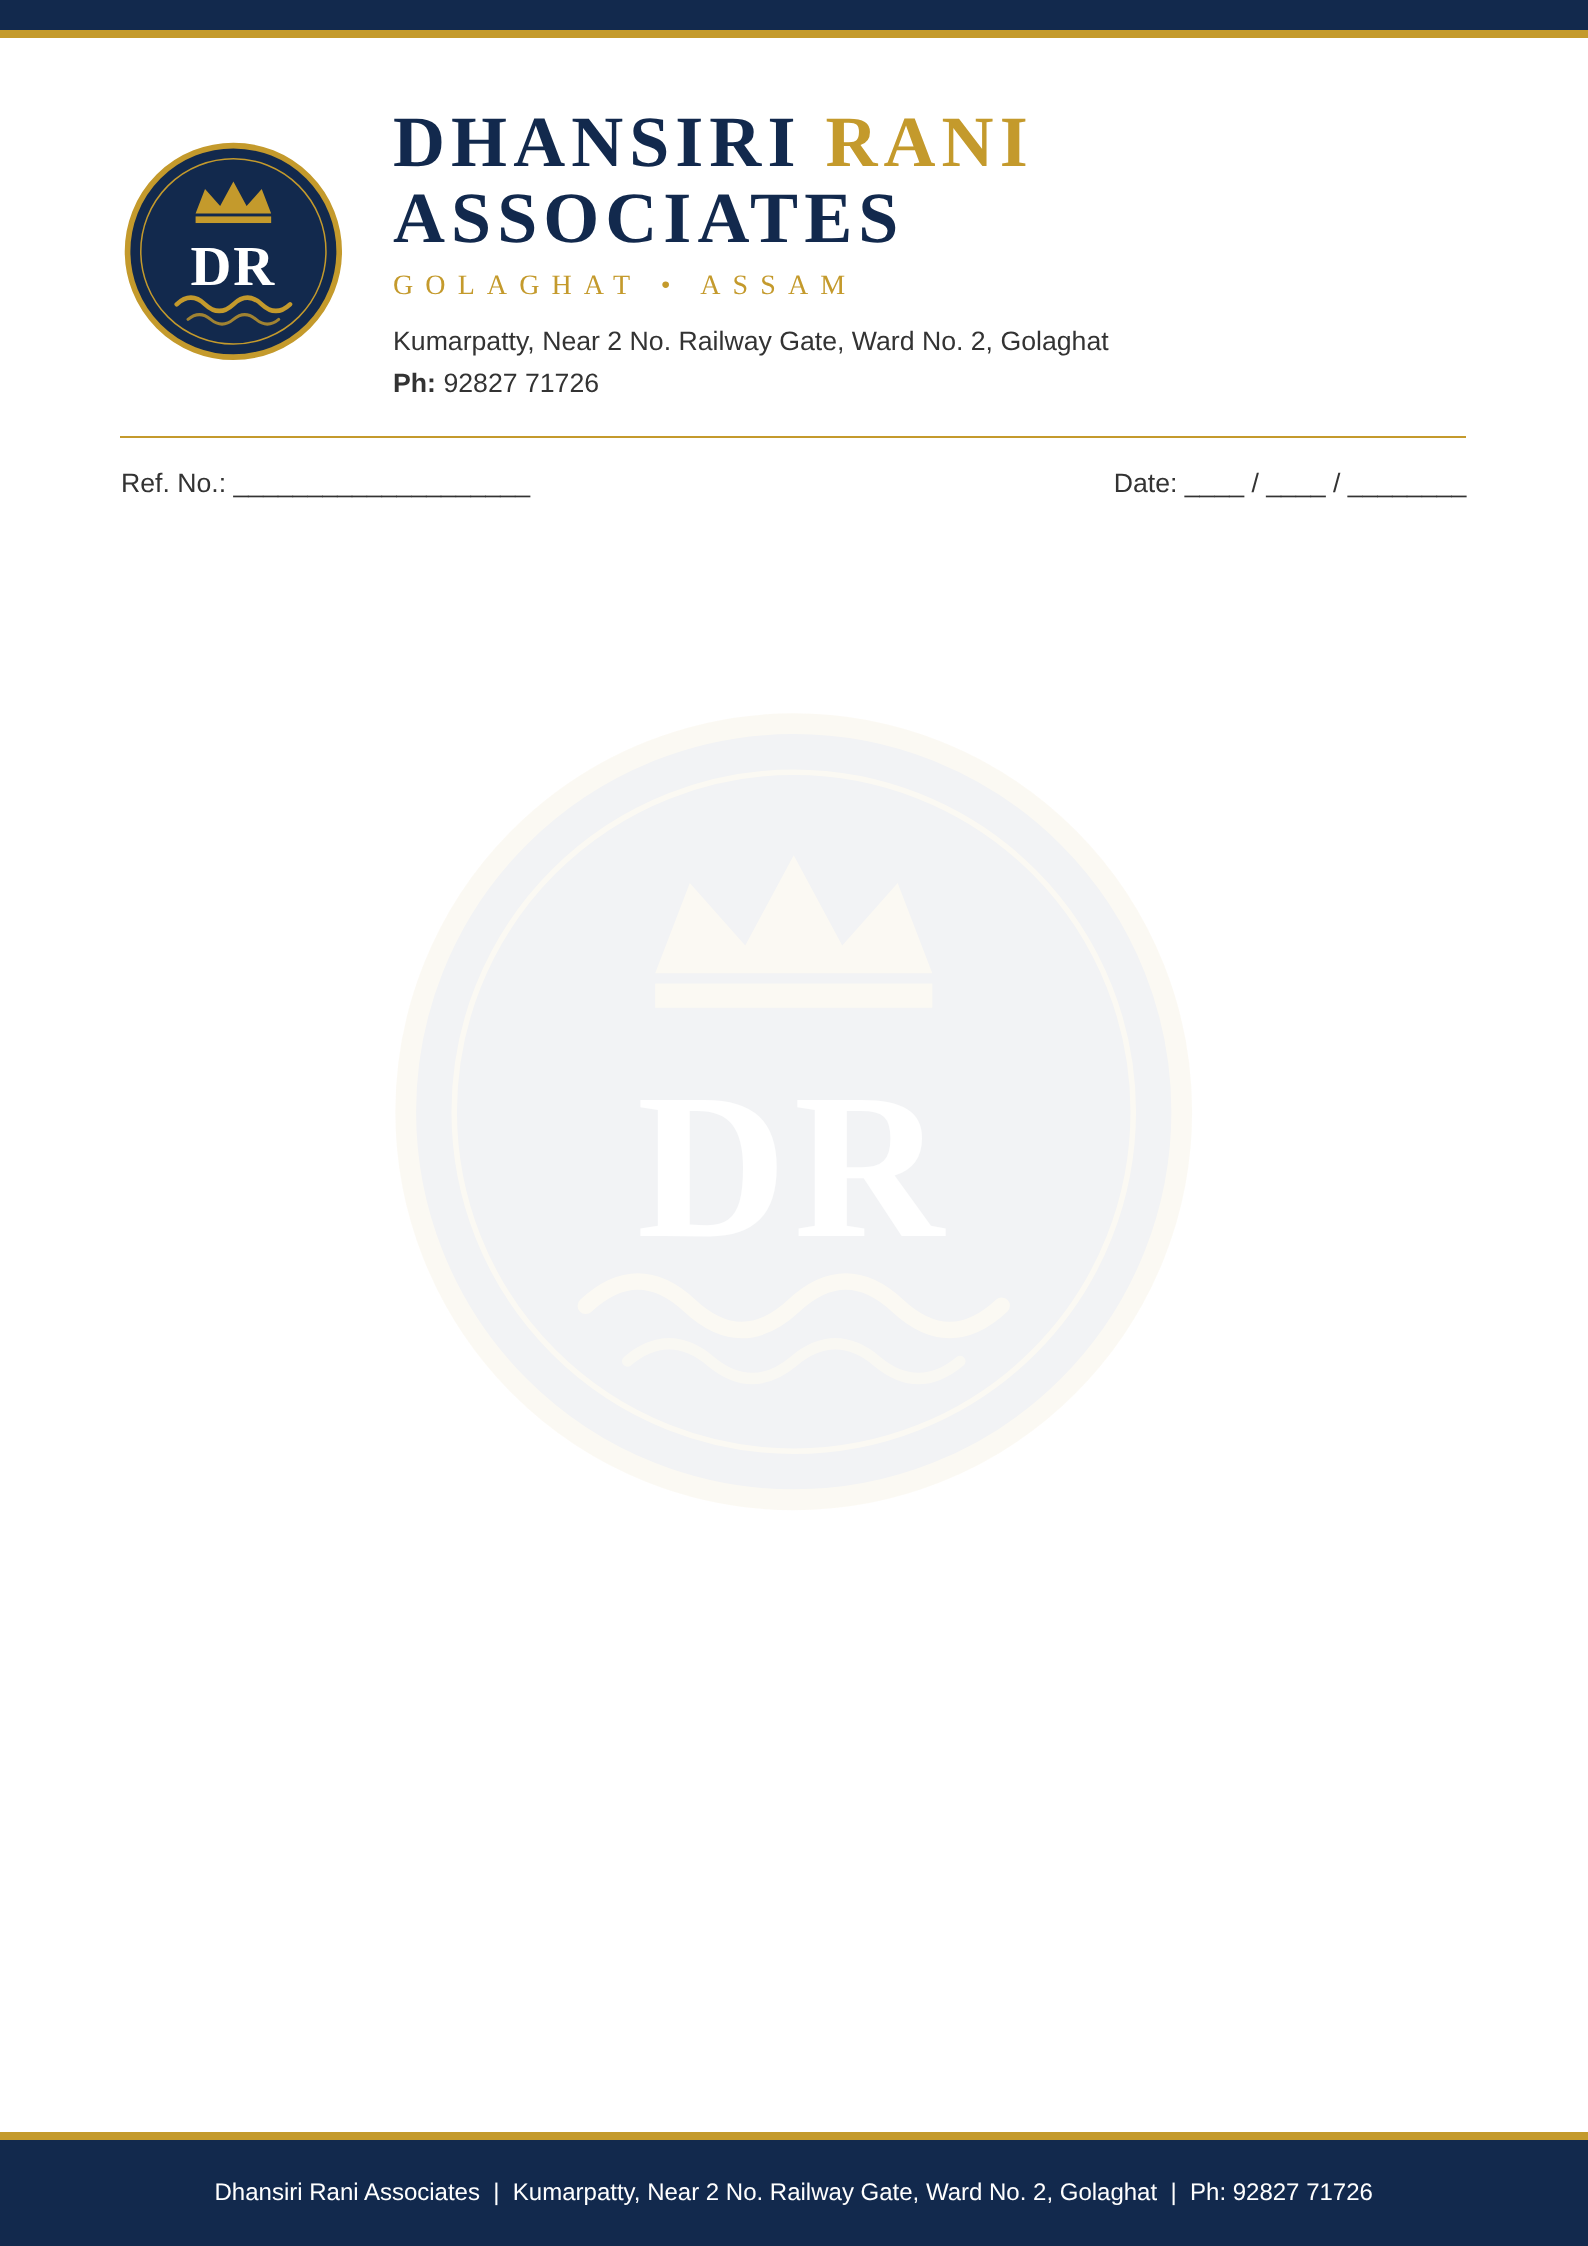 DHANSIRI RANI
ASSOCIATES
GOLAGHAT • ASSAM
DR
Kumarpatty, Near 2 No. Railway Gate, Ward No. 2, Golaghat
Ph: 92827 71726
Ref. No.: ____________________ Date: ____ / ____ / ________
DR
Dhansiri Rani Associates | Kumarpatty, Near 2 No. Railway Gate, Ward No. 2, Golaghat | Ph: 92827 71726